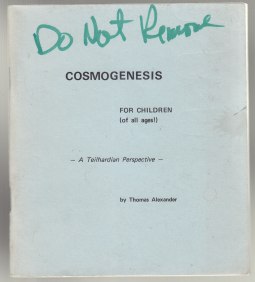 Do Not Remove
COSMOGENESIS
FOR CHILDREN
(of all ages!)
– A Teilhardian Perspective –
by Thomas Alexander